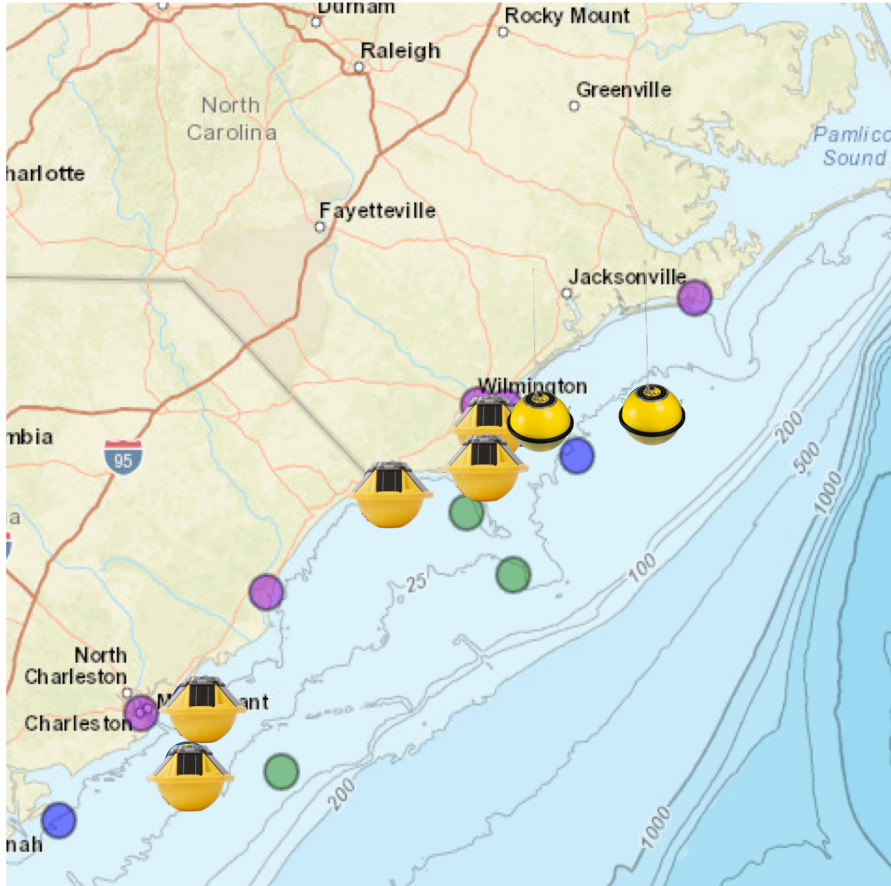 Durham
Rocky Mount
Raleigh
Greenville
North
Carolina
Pamlico
Sound
harlotte
Fayetteville
Jacksonville
Wilmington
mbia
95
200
500
1000
a
25
100
North
Charleston
M
ant
Charleston
200
200
1000
nah